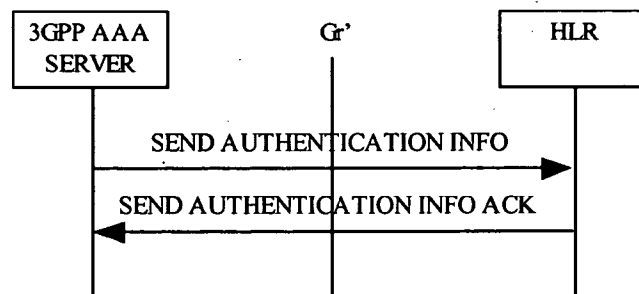 3GPP AAA
SERVER
Gr’
HLR
SEND AUTHENTICATION INFO
SEND AUTHENTICATION INFO ACK